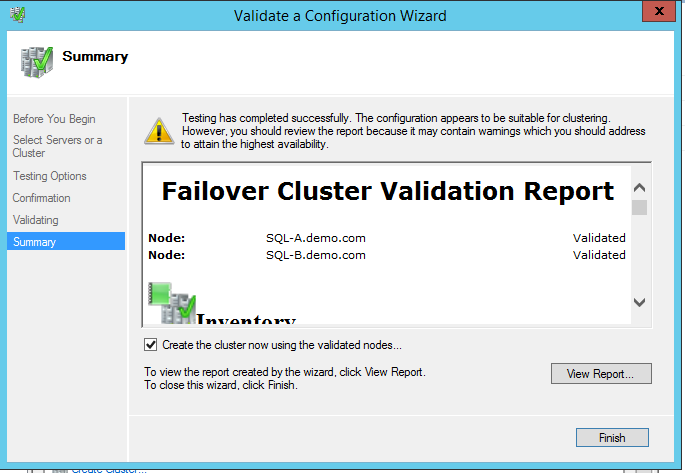 Validate a Configuration Wizard
x
Summary
Before You Begin
Select Servers or a
Cluster
Testing Options
Confirmation
Validating
Summary
Testing has completed successfully. The configuration appears to be suitable for clustering.
However, you should review the report because it may contain warnings which you should address
to attain the highest availability.
Failover Cluster Validation Report
Node: SQL-A.demo.com Validated
Node: SQL-B.demo.com Validated
Inventory
Create the cluster now using the validated nodes...
To view the report created by the wizard, click View Report.
To close this wizard, click Finish.
View Report...
Finish
Create Cluster...